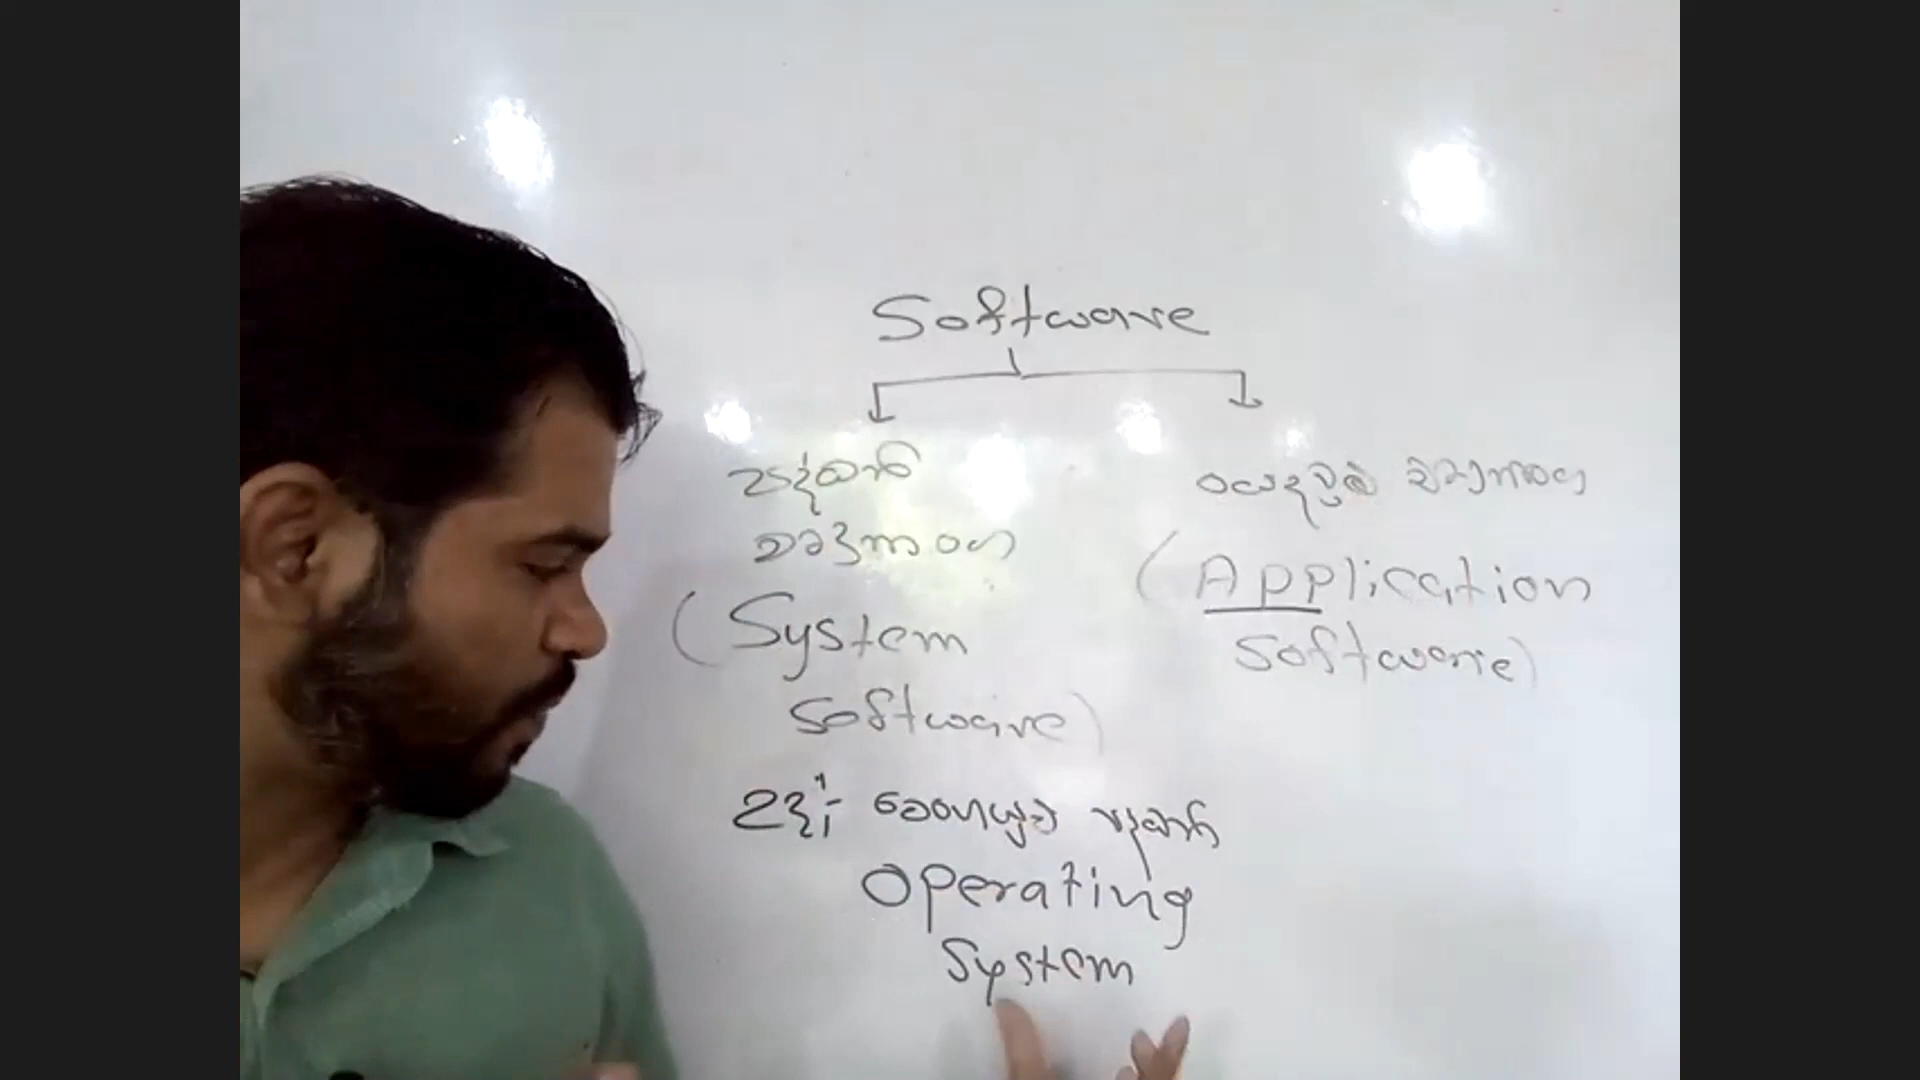 Software
පද්ධති
මෘදුකාංග
යෙදවුම් මෘදුකාංග
(System
Software)
(Application
Software)
උදා:- මෙහෙයුම් පද්ධති
Operating
System